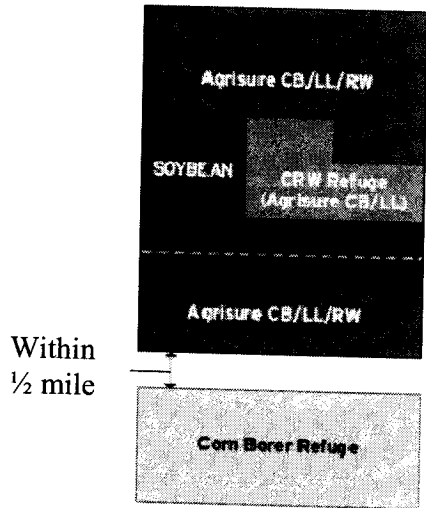 Agrisure CB/LL/RW
SOYBEAN
CRW Refuge
(Agrisure CB/LL)
Agrisure CB/LL/RW
Within
½ mile
Corn Borer Refuge